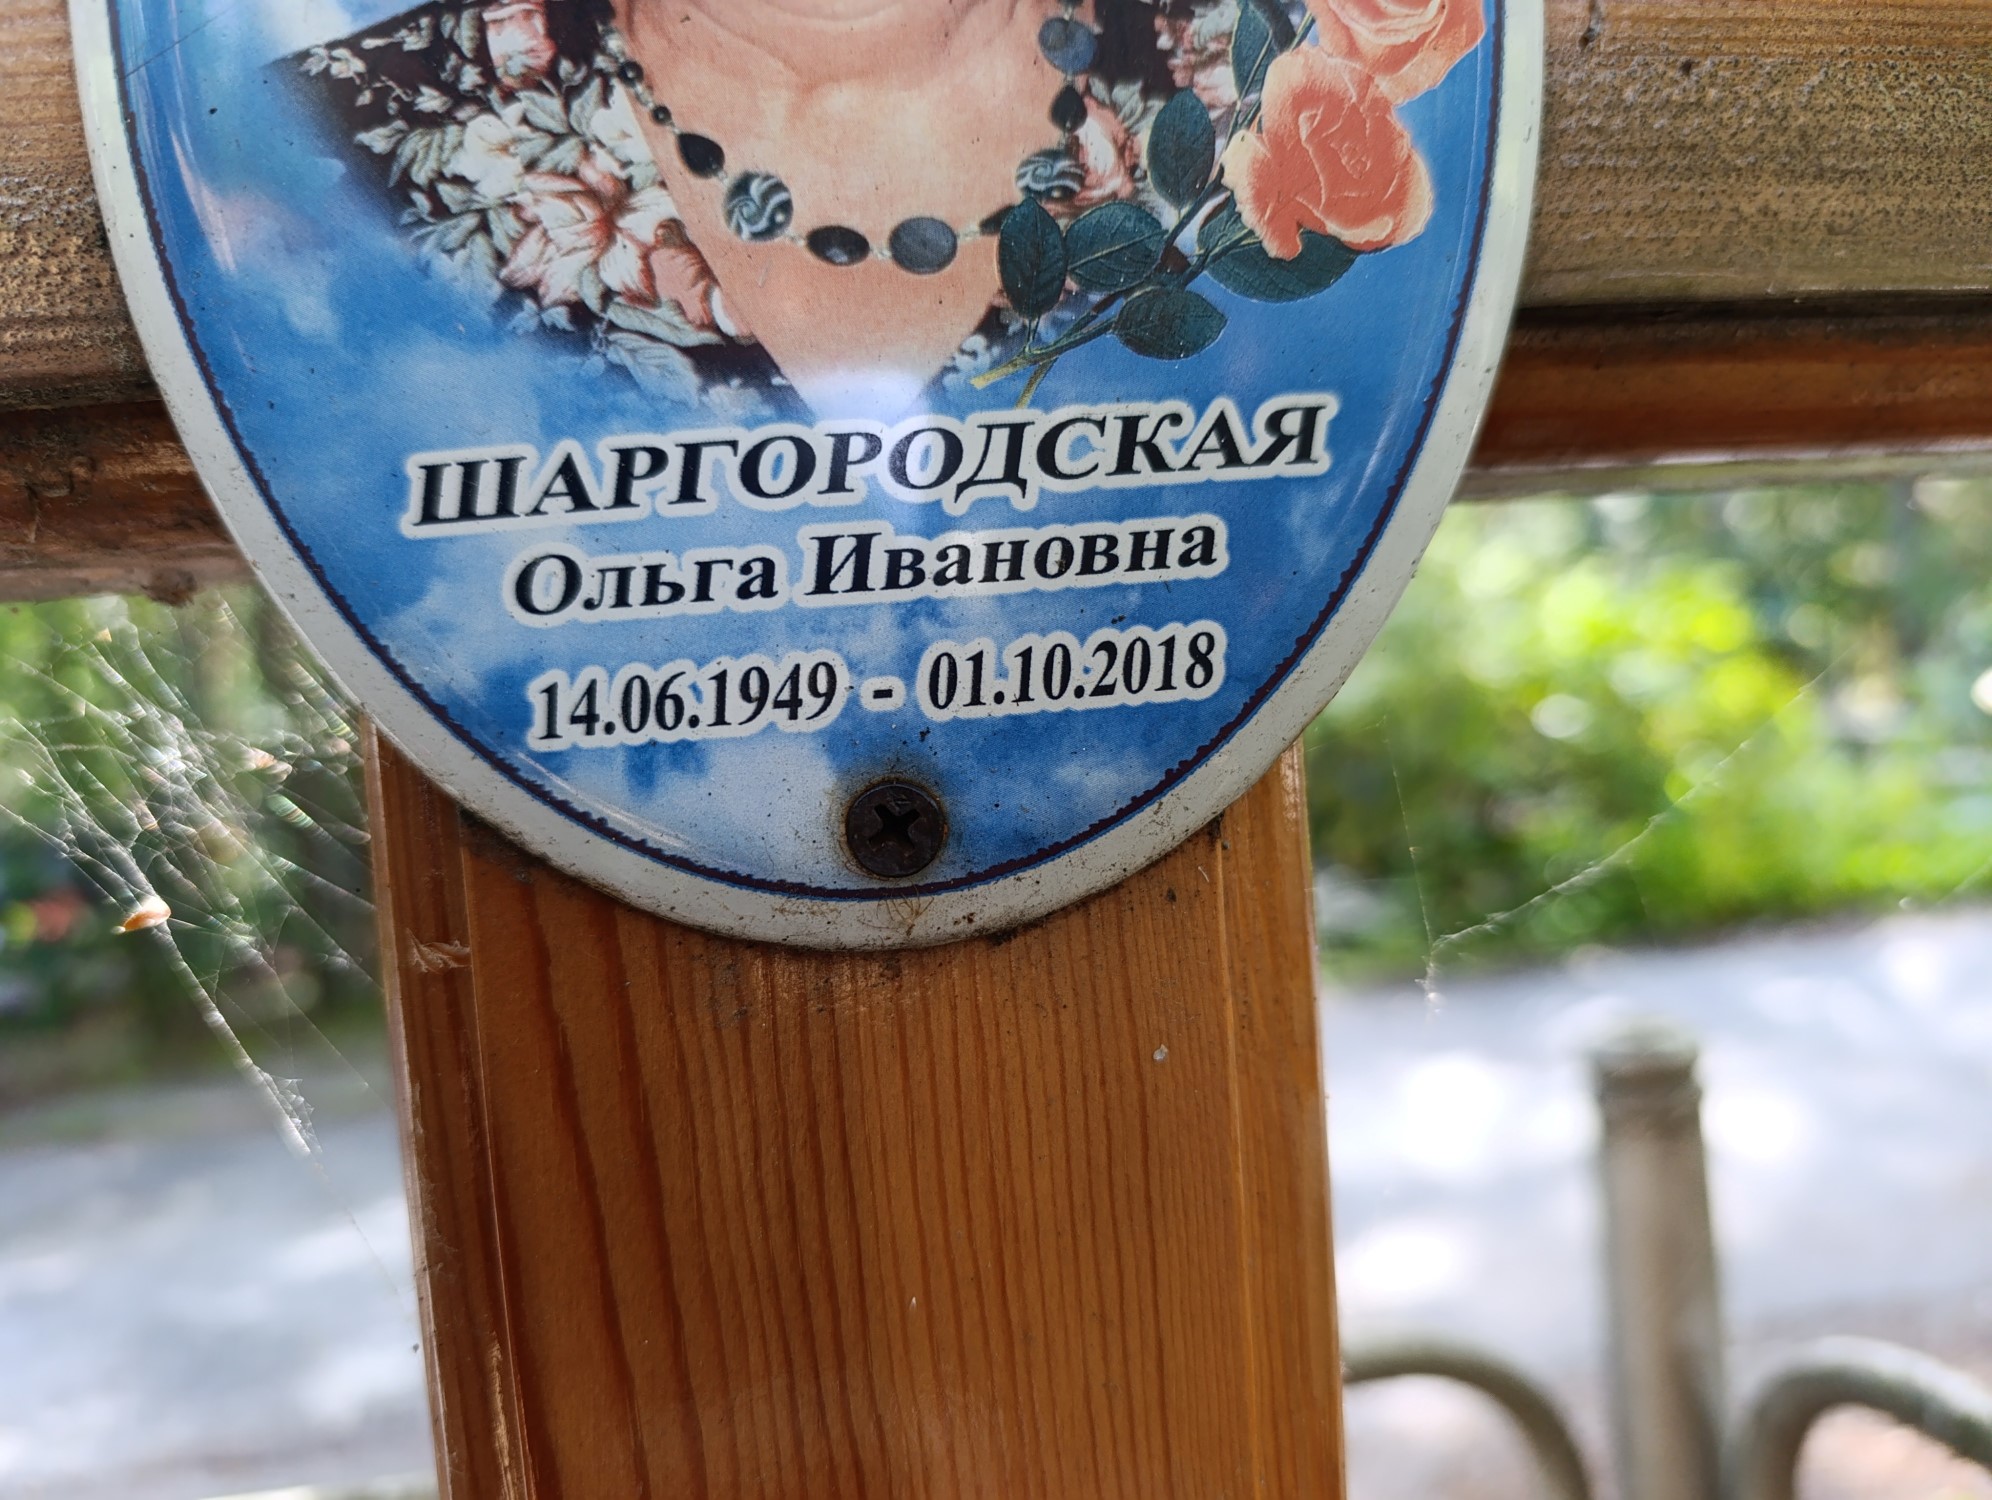 ШАРГОРОДСКАЯ
Ольга Ивановна
14.06.1949 - 01.10.2018